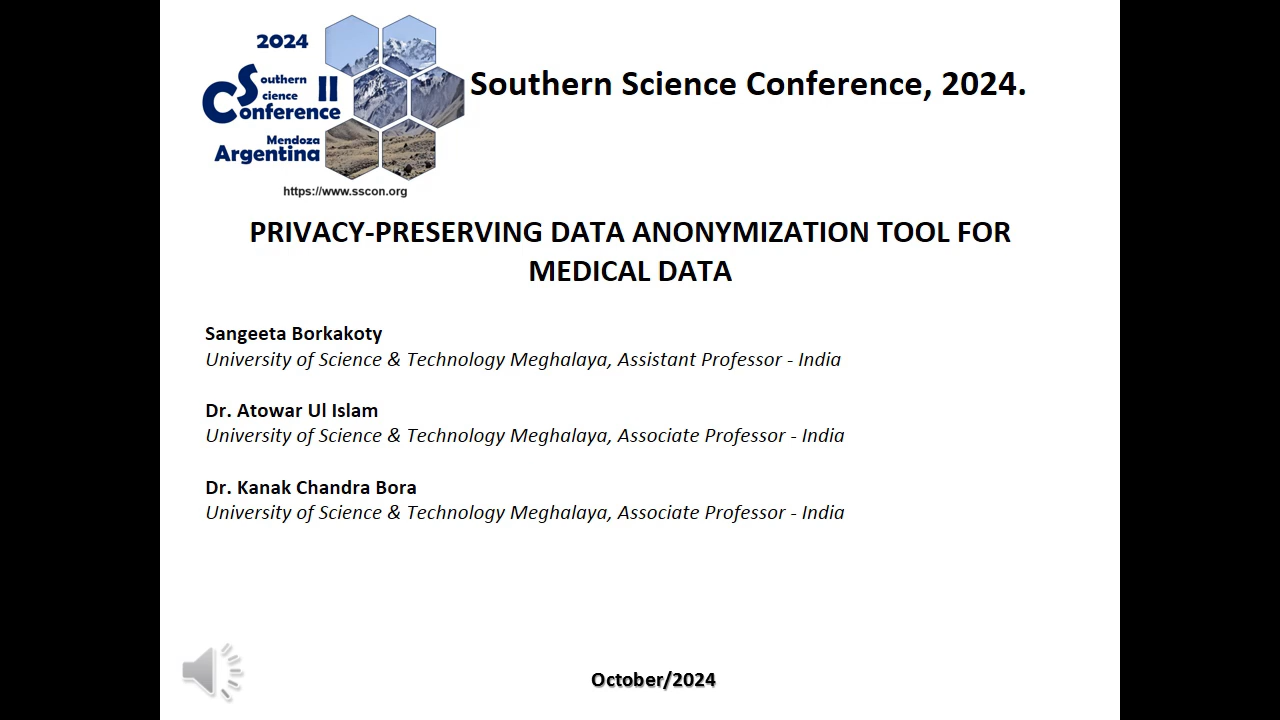 2024
Southern
Science II
Conference
Mendoza
Argentina
https://www.sscon.org
Southern Science Conference, 2024.
PRIVACY-PRESERVING DATA ANONYMIZATION TOOL FOR
MEDICAL DATA
Sangeeta Borkakoty
University of Science & Technology Meghalaya, Assistant Professor - India
Dr. Atowar Ul Islam
University of Science & Technology Meghalaya, Associate Professor - India
Dr. Kanak Chandra Bora
University of Science & Technology Meghalaya, Associate Professor - India
October/2024